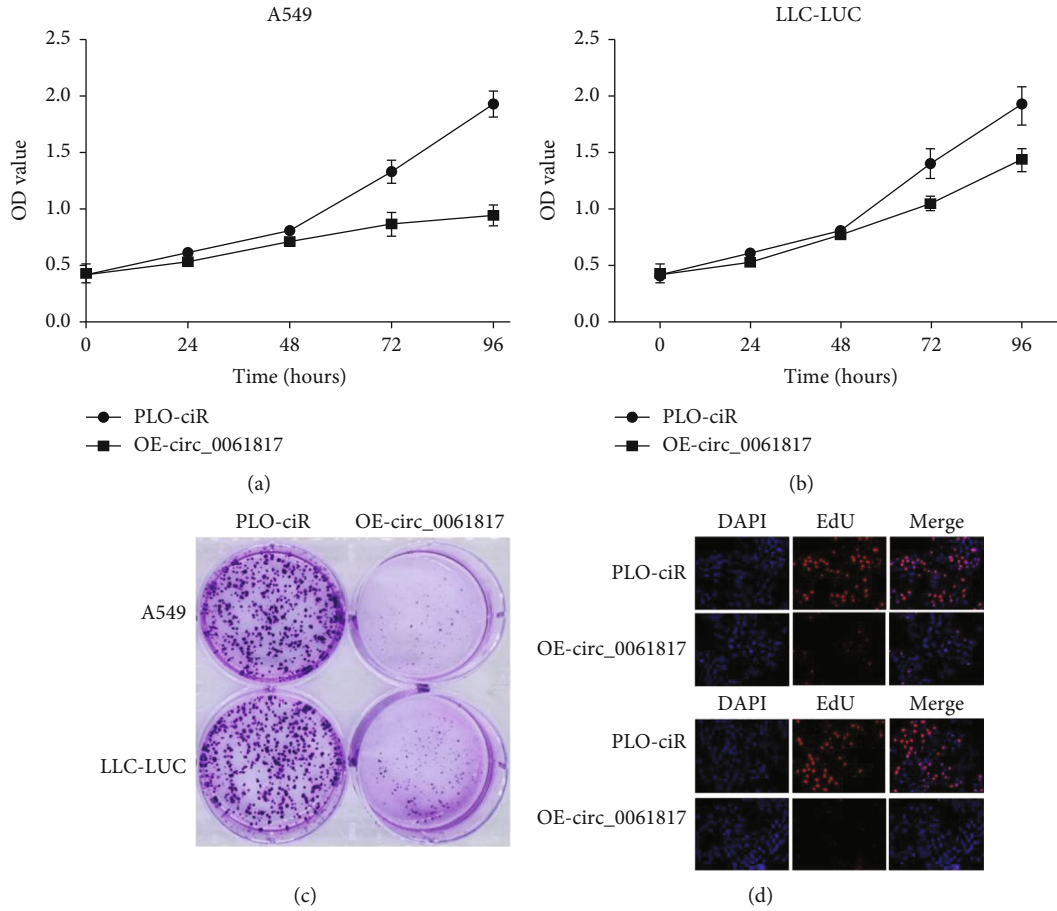 A549
2.5
2.0
1.5
1.0
0.5
0.0
OD value
0 24 48 72 96
Time (hours)
PLO-ciR
OE-circ_0061817
(a)
LLC-LUC
2.5
2.0
1.5
1.0
0.5
0.0
OD value
0 24 48 72 96
Time (hours)
PLO-ciR
OE-circ_0061817
(b)
PLO-ciR OE-circ_0061817
A549
LLC-LUC
(c)
DAPI EdU Merge
PLO-ciR
OE-circ_0061817
DAPI EdU Merge
PLO-ciR
OE-circ_0061817
(d)